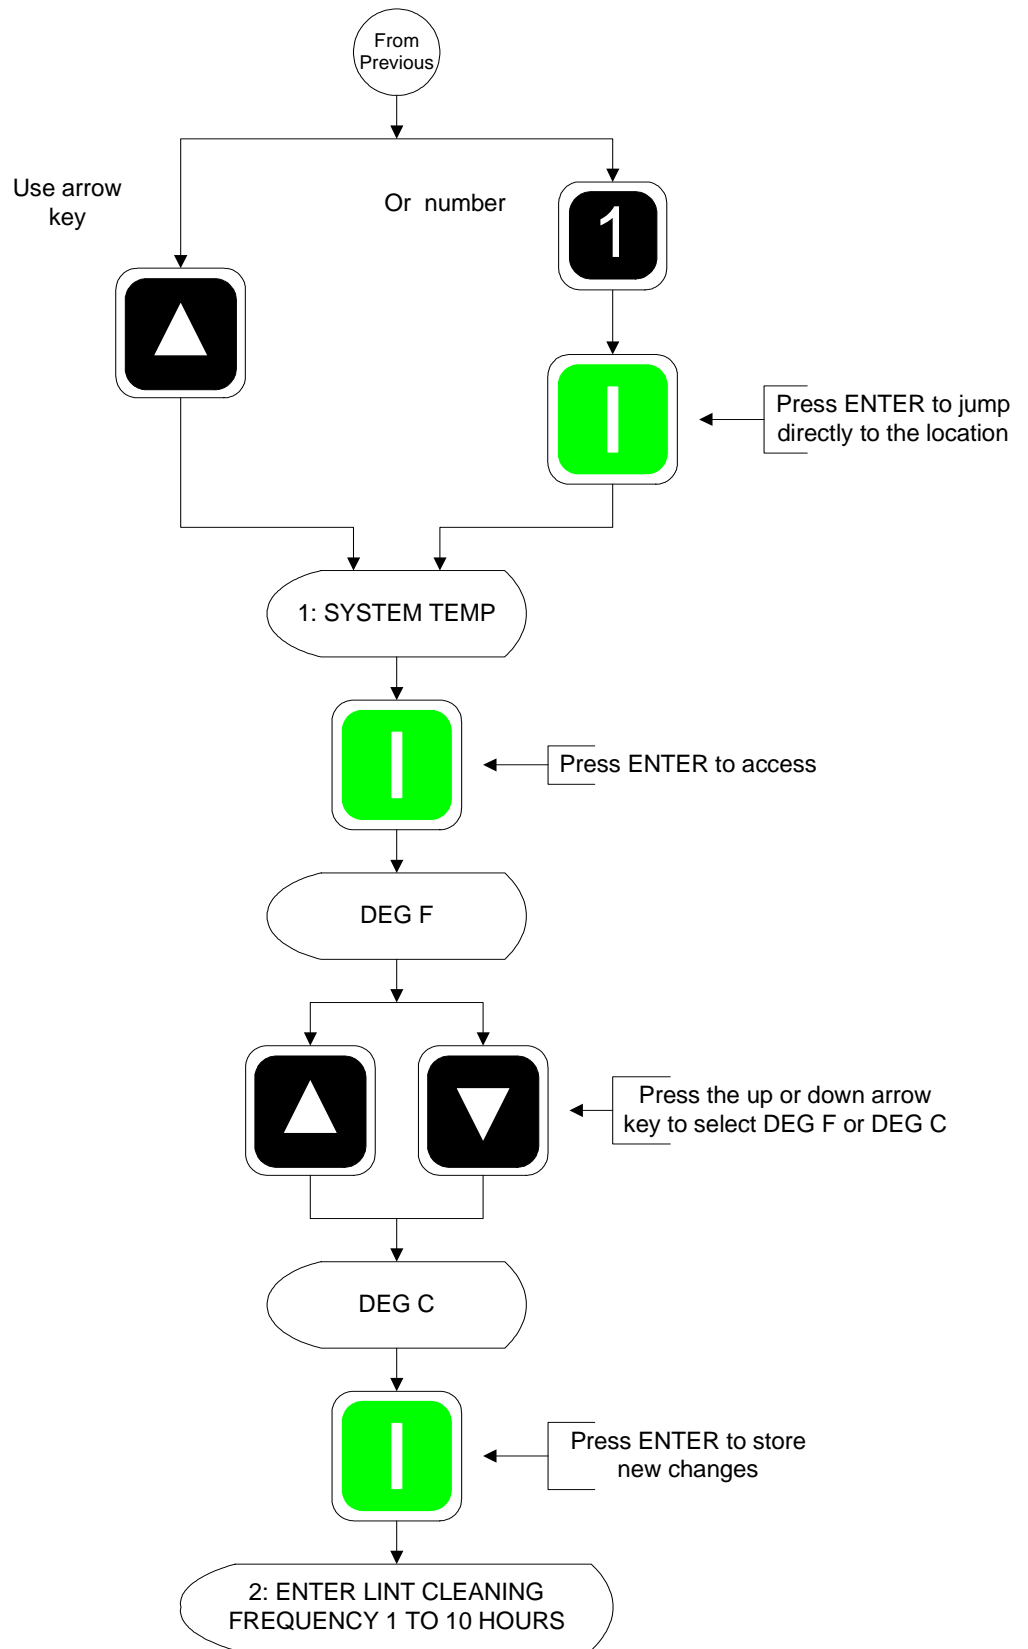 From
Previous
Use arrow
key
Or number
1
Press ENTER to jump
directly to the location
1: SYSTEM TEMP
Press ENTER to access
DEG F
Press the up or down arrow
key to select DEG F or DEG C
DEG C
Press ENTER to store
new changes
2: ENTER LINT CLEANING
FREQUENCY 1 TO 10 HOURS